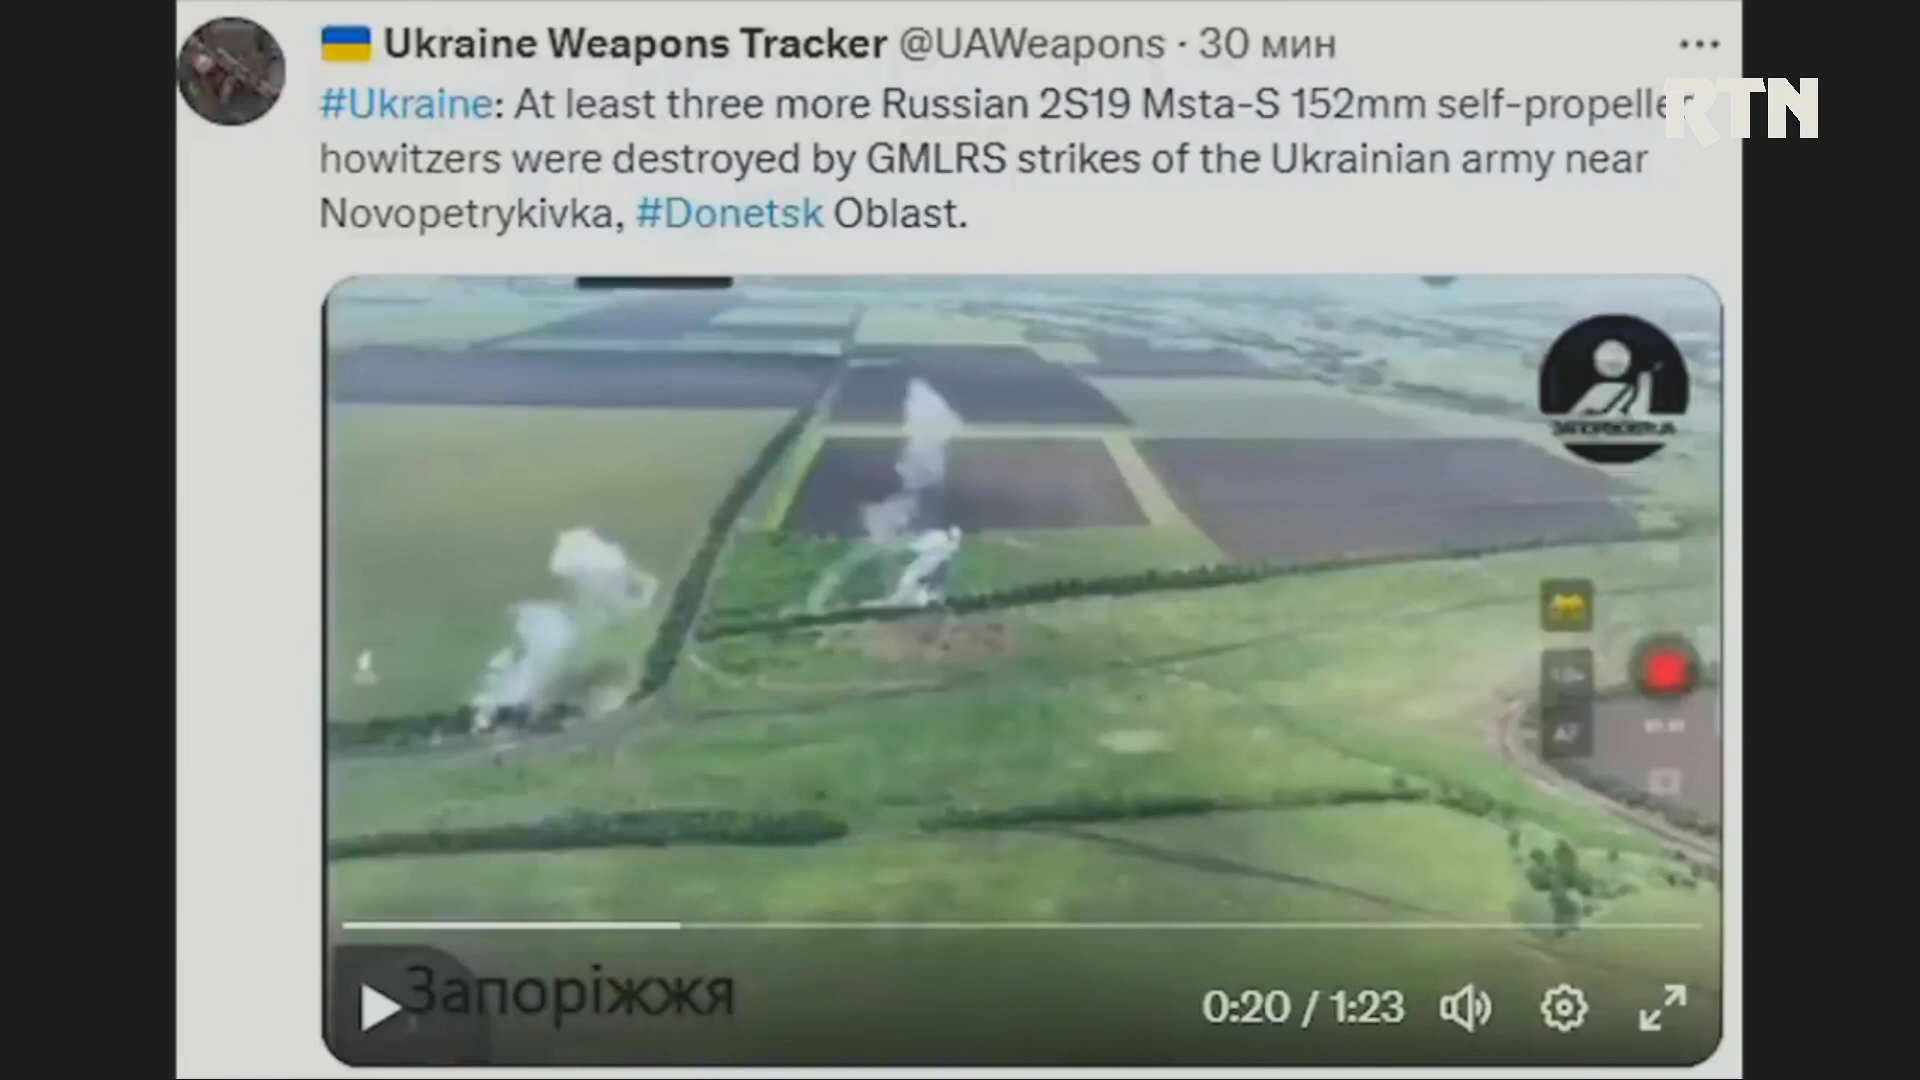 Ukraine Weapons Tracker @UAWeapons · 30 мин
RTN
#Ukraine: At least three more Russian 2S19 Msta-S 152mm self-propelle
howitzers were destroyed by GMLRS strikes of the Ukrainian army near
Novopetrykivka, #Donetsk Oblast.
Запоріжжя
0:20 / 1:23